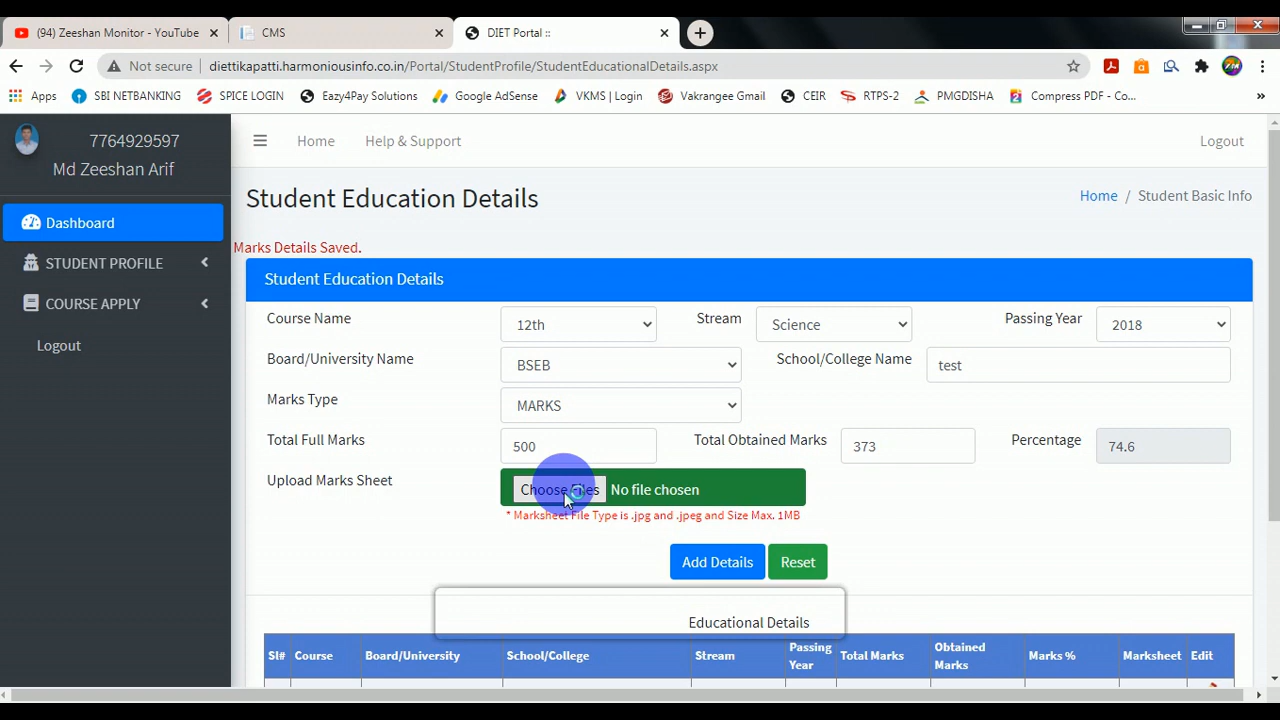 (94) Zeeshan Monitor - YouTube CMS DIET Portal ::
Not secure diettikapatti.harmoniousinfo.co.in/Portal/StudentProfile/StudentEducationalDetails.aspx
Apps SBI NETBANKING SPICE LOGIN Eazy4Pay Solutions Google AdSense VKMS | Login Vakrangee Gmail CEIR RTPS-2 PMGDISHA Compress PDF - Co... »
7764929597
Md Zeeshan Arif
Home Help & Support Logout
Dashboard
STUDENT PROFILE
COURSE APPLY
Logout
Student Education Details
Home / Student Basic Info
Marks Details Saved.
Student Education Details
Course Name 12th Stream Science Passing Year 2018
Board/University Name BSEB School/College Name test
Marks Type MARKS
Total Full Marks 500 Total Obtained Marks 373 Percentage 74.6
Upload Marks Sheet Choose Files No file chosen
* Marksheet File Type is .jpg and .jpeg and Size Max. 1MB
Add Details Reset
Educational Details
Sl# Course Board/University School/College Stream Passing Year Total Marks Obtained Marks Marks % Marksheet Edit